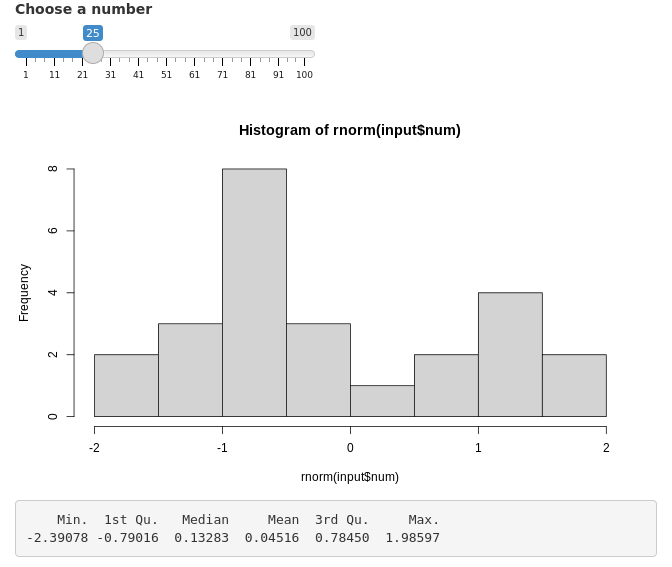 Choose a number
1 25 100
1 11 21 31 41 51 61 71 81 91 100
Histogram of rnorm(input$num)
Frequency
8
6
4
2
0
-2 -1 0 1 2
rnorm(input$num)
Min. 1st Qu. Median Mean 3rd Qu. Max.
-2.39078 -0.79016 0.13283 0.04516 0.78450 1.98597